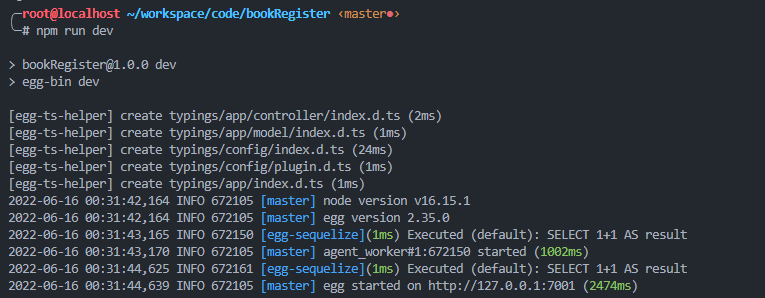 root@localhost ~/workspace/code/bookRegister ‹master●›
# npm run dev
> bookRegister@1.0.0 dev
> egg-bin dev
[egg-ts-helper] create typings/app/controller/index.d.ts (2ms)
[egg-ts-helper] create typings/app/model/index.d.ts (1ms)
[egg-ts-helper] create typings/config/index.d.ts (24ms)
[egg-ts-helper] create typings/config/plugin.d.ts (1ms)
[egg-ts-helper] create typings/app/index.d.ts (1ms)
2022-06-16 00:31:42,164 INFO 672105 [master] node version v16.15.1
2022-06-16 00:31:42,164 INFO 672105 [master] egg version 2.35.0
2022-06-16 00:31:43,165 INFO 672150 [egg-sequelize](1ms) Executed (default): SELECT 1+1 AS result
2022-06-16 00:31:43,170 INFO 672105 [master] agent_worker#1:672150 started (1002ms)
2022-06-16 00:31:44,625 INFO 672161 [egg-sequelize](1ms) Executed (default): SELECT 1+1 AS result
2022-06-16 00:31:44,639 INFO 672105 [master] egg started on http://127.0.0.1:7001 (2474ms)